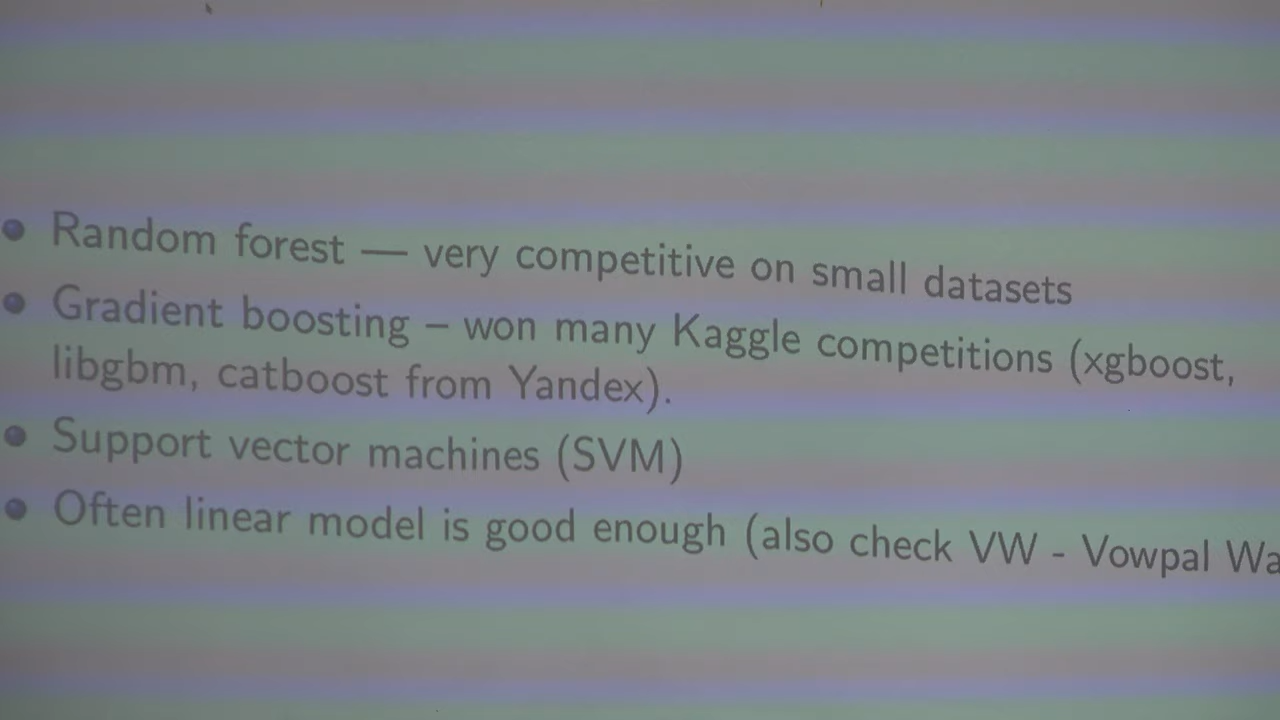 Random forest — very competitive on small datasets
Gradient boosting – won many Kaggle competitions (xgboost,
libgbm, catboost from Yandex).
Support vector machines (SVM)
Often linear model is good enough (also check VW - Vowpal Wa